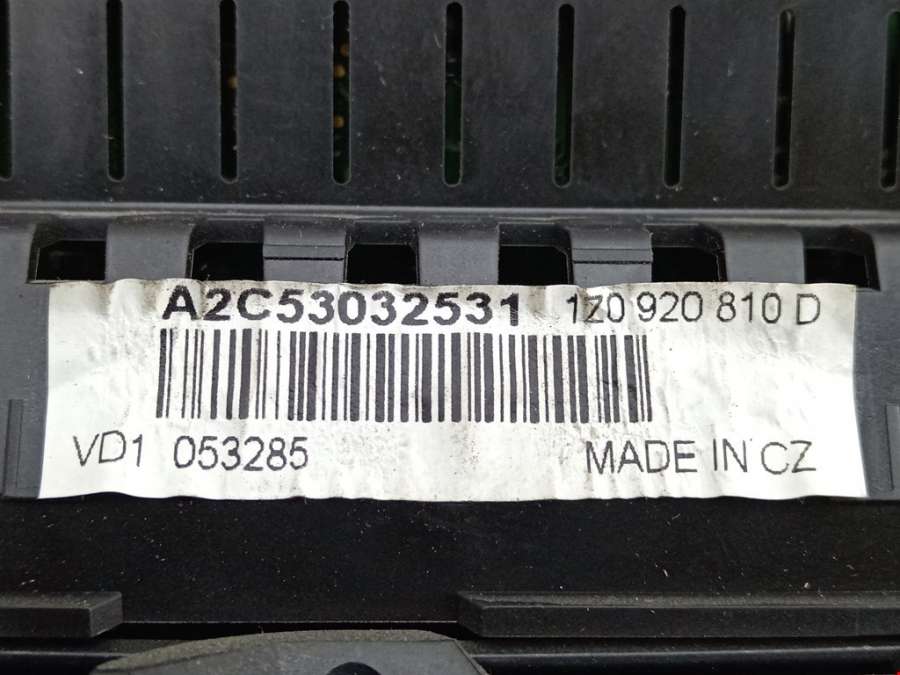 A2C53032531 1Z0 920 810 D
VD1 053285 MADE IN CZ